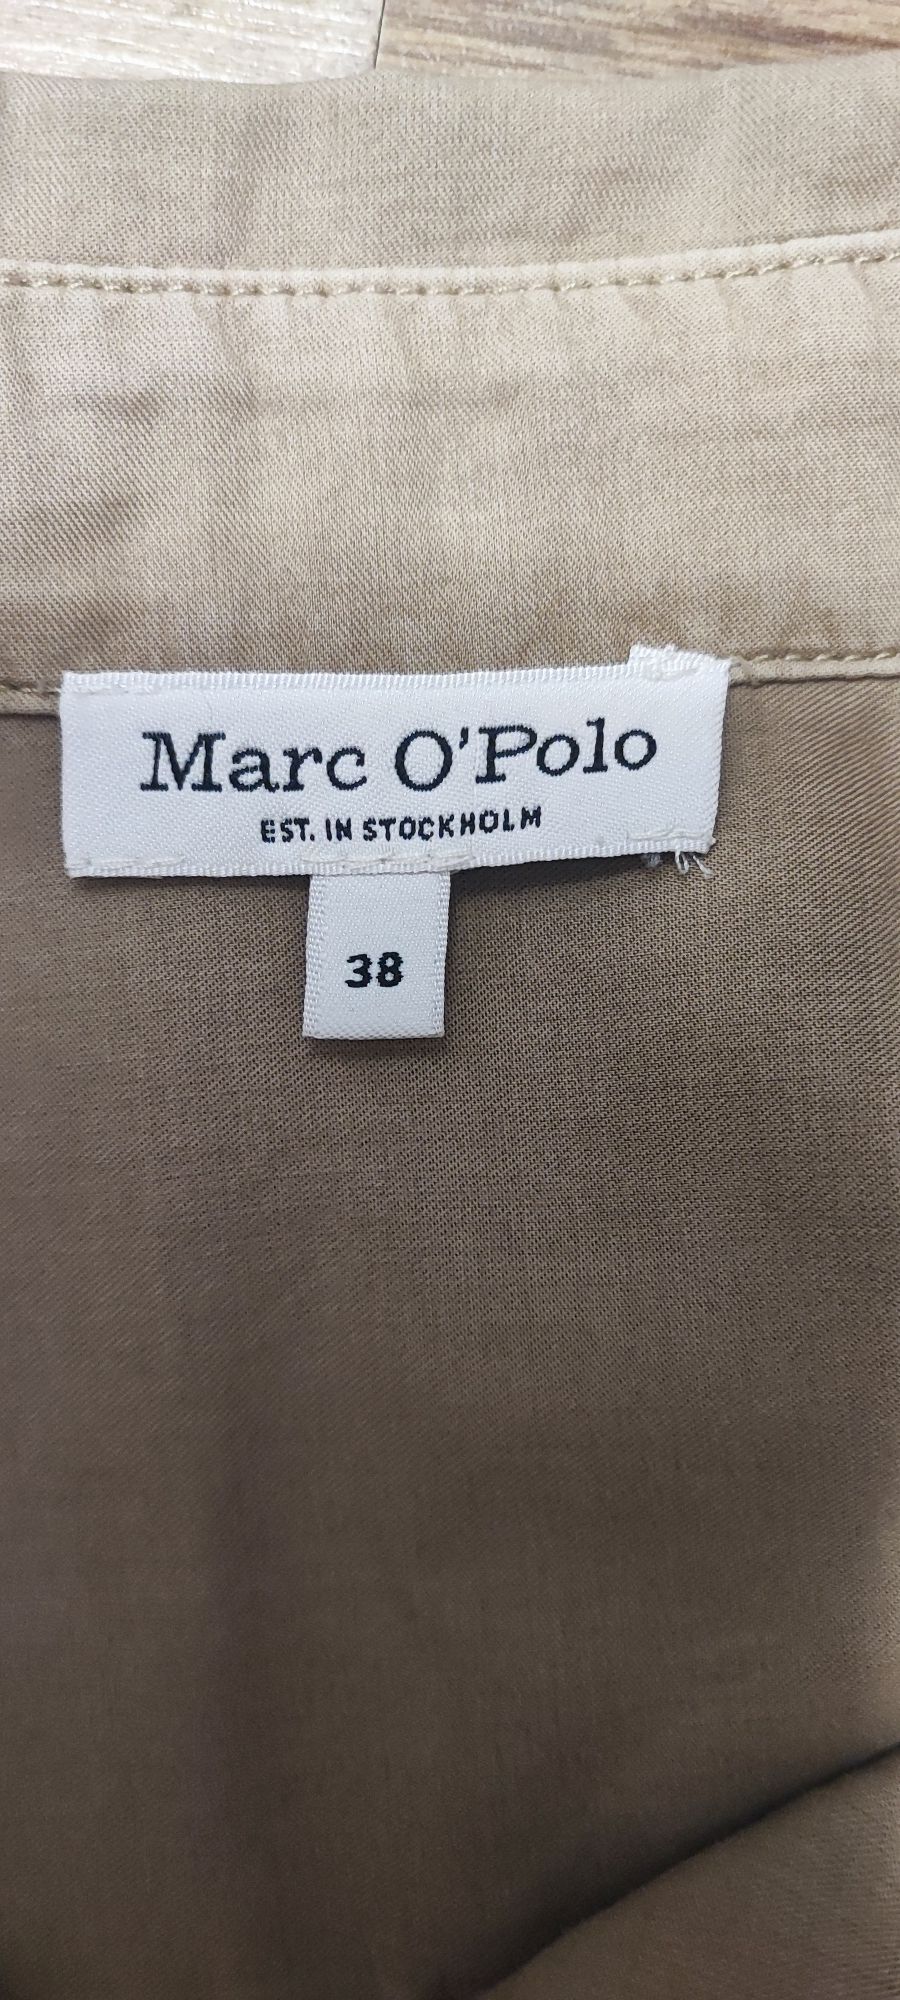 Marc O'Polo
EST. IN STOCKHOLM
38